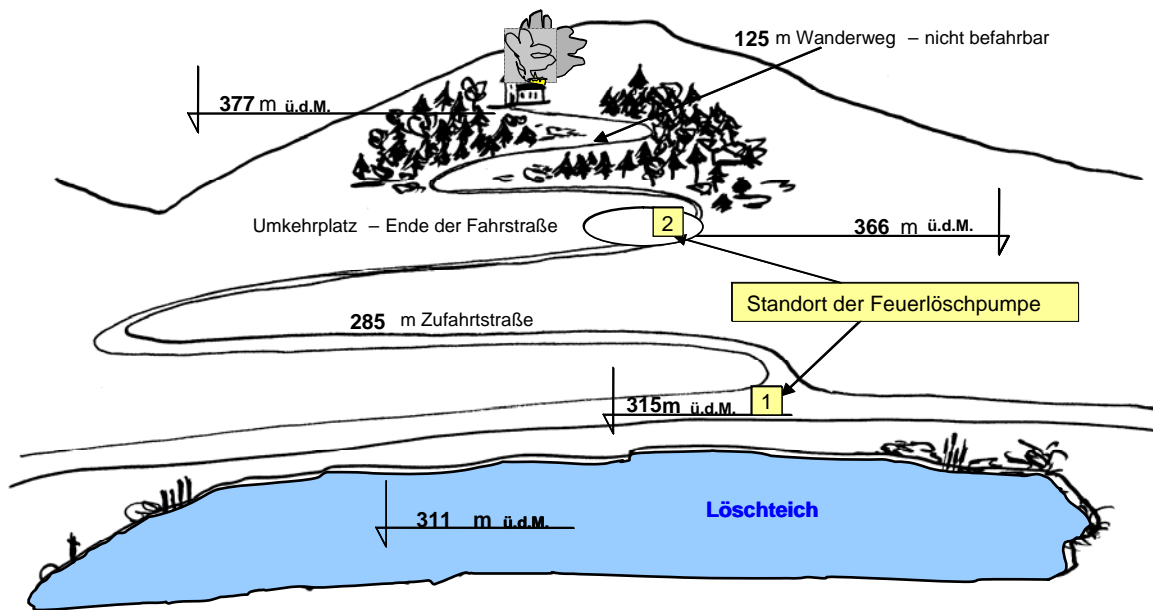 125 m Wanderweg – nicht befahrbar
377 m ü.d.M.
Umkehrplatz – Ende der Fahrstraße
2
366 m ü.d.M.
Standort der Feuerlöschpumpe
285 m Zufahrtstraße
315m ü.d.M.
1
Löschteich
311 m ü.d.M.